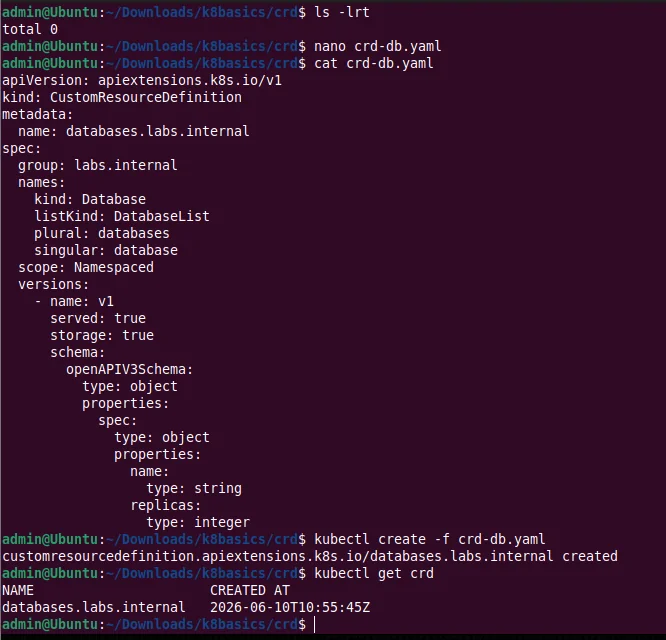 admin@Ubuntu:~/Downloads/k8basics/crd$ ls -lrt
total 0
admin@Ubuntu:~/Downloads/k8basics/crd$ nano crd-db.yaml
admin@Ubuntu:~/Downloads/k8basics/crd$ cat crd-db.yaml
apiVersion: apiextensions.k8s.io/v1
kind: CustomResourceDefinition
metadata:
  name: databases.labs.internal
spec:
  group: labs.internal
  names:
    kind: Database
    listKind: DatabaseList
    plural: databases
    singular: database
  scope: Namespaced
  versions:
    - name: v1
      served: true
      storage: true
      schema:
        openAPIV3Schema:
          type: object
          properties:
            spec:
              type: object
              properties:
                name:
                  type: string
                replicas:
                  type: integer
admin@Ubuntu:~/Downloads/k8basics/crd$ kubectl create -f crd-db.yaml
customresourcedefinition.apiextensions.k8s.io/databases.labs.internal created
admin@Ubuntu:~/Downloads/k8basics/crd$ kubectl get crd
NAME                      CREATED AT
databases.labs.internal   2026-06-10T10:55:45Z
admin@Ubuntu:~/Downloads/k8basics/crd$